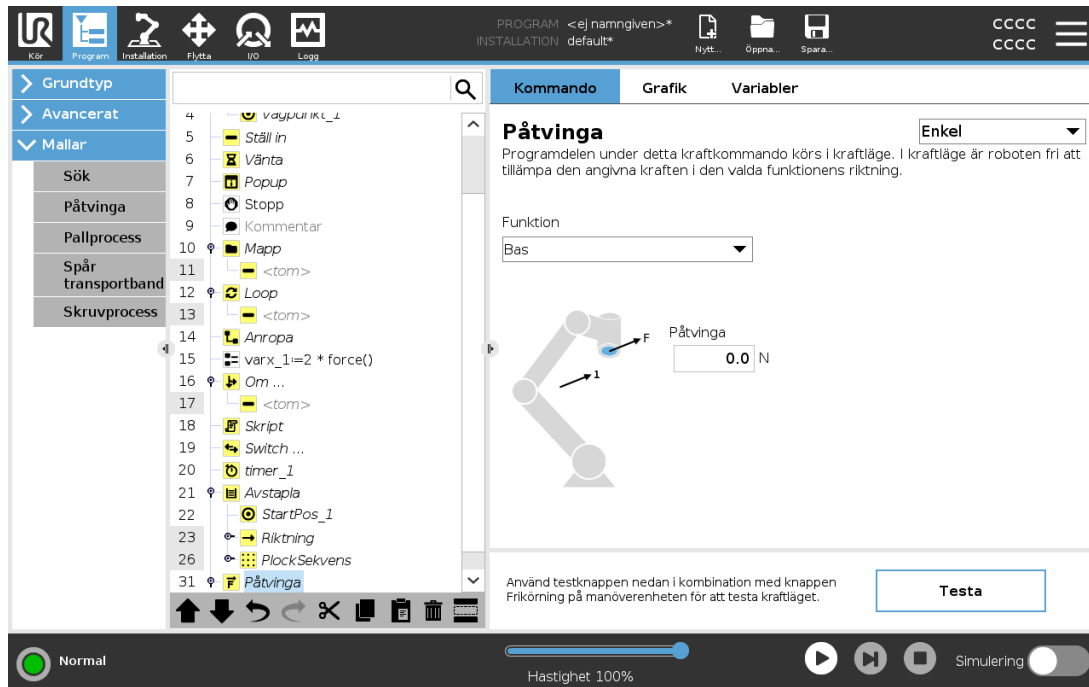 PROGRAM <ej namngiven>*
INSTALLATION default*
CCCC
CCCC
UR
Kör
Program
Installation
Flytta
I/O
Logg
Nytt...
Öppna...
Spara...
Grundtyp
Avancerat
Mallar
Sök
Påtvinga
Pallprocess
Spår
transportband
Skruvprocess
4 Vägpunkt_1
5 Ställ in
6 Vänta
7 Popup
8 Stopp
9 Kommentar
10 Mapp
11 <tom>
12 Loop
13 <tom>
14 Anropa
15 varx_1≔2 * force()
16 Om ...
17 <tom>
18 Skript
19 Switch ...
20 timer_1
21 Avstapla
22 StartPos_1
23 Riktning
26 PlockSekvens
31 Påtvinga
Kommando
Grafik
Variabler
Påtvinga
Enkel
Programdelen under detta kraftkommando körs i kraftläge. I kraftläge är roboten fri att
tillämpa den angivna kraften i den valda funktionens riktning.
Funktion
Bas
F
1
Påtvinga
0.0 N
Använd testknappen nedan i kombination med knappen
Frikörning på manöverenheten för att testa kraftläget.
Testa
Normal
Hastighet 100%
Simulering